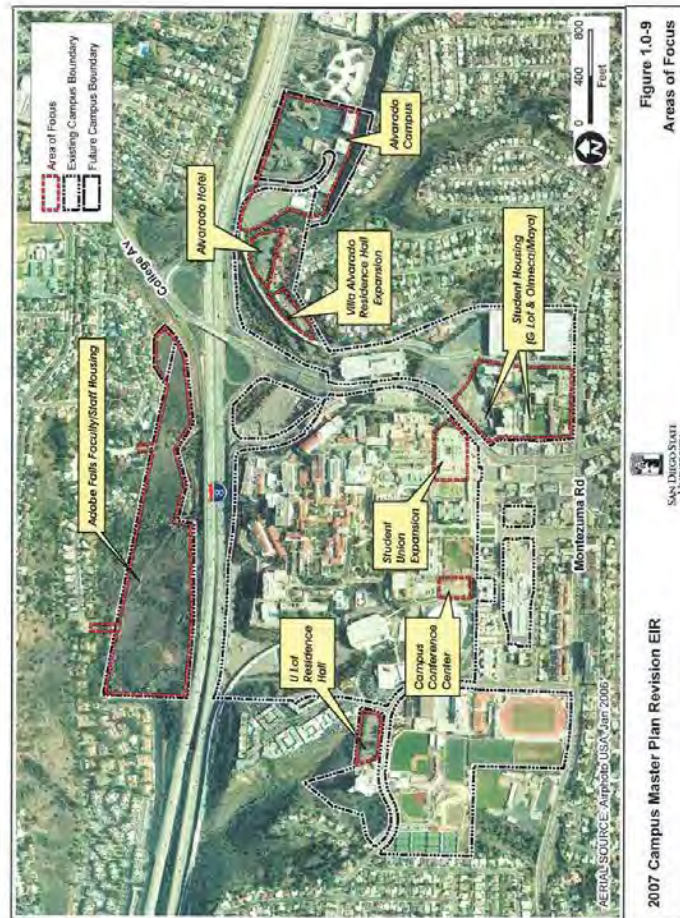 Area of Focus
Existing Campus Boundary
Future Campus Boundary
College Av
Adobe Falls Faculty/Staff Housing
8
Alvarado Hotel
Alvarado
Campus
Villa Alvarado
Residence Hall
Expansion
Student Housing
(G Lot & Olmeca/Maya)
Student
Union
Expansion
U Lot
Residence
Hall
Campus
Conference
Center
Montezuma Rd
N
0 400 800
Feet
AERIAL SOURCE: Airphoto USA, Jan 2006
2007 Campus Master Plan Revision EIR
SAN DIEGO STATE
Figure 1.0-9
Areas of Focus